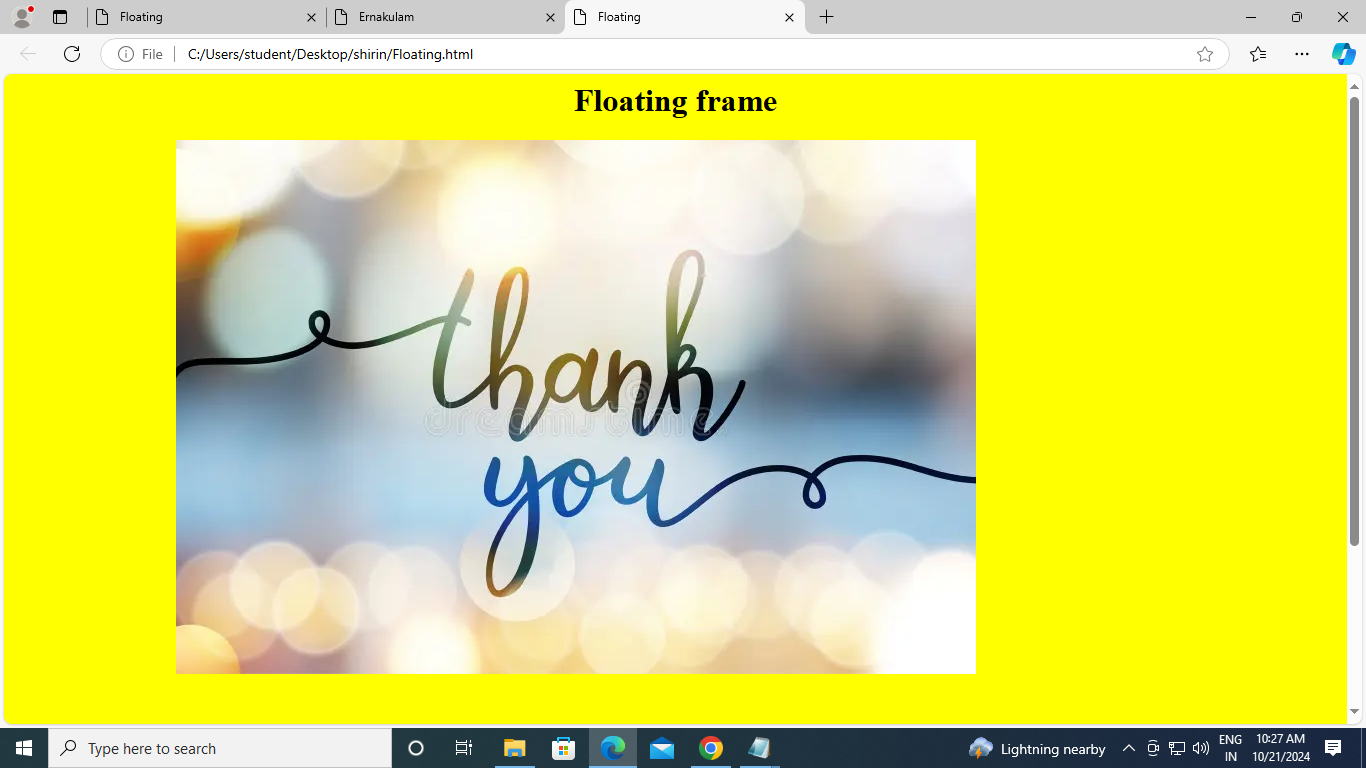 Floating
Ernakulam
Floating
File
C:/Users/student/Desktop/shirin/Floating.html
Floating frame
thank
dreamstime
you
Type here to search
Lightning nearby
ENG
IN
10:27 AM
10/21/2024